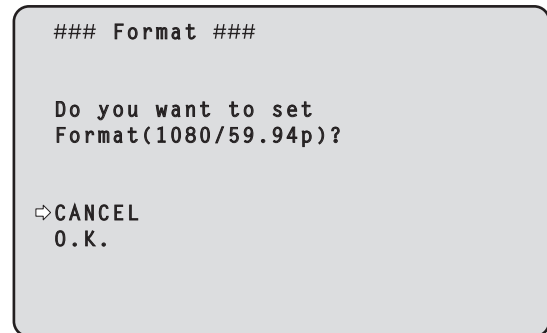 ### Format ###
Do you want to set
Format(1080/59.94p)?
⇨CANCEL
O.K.